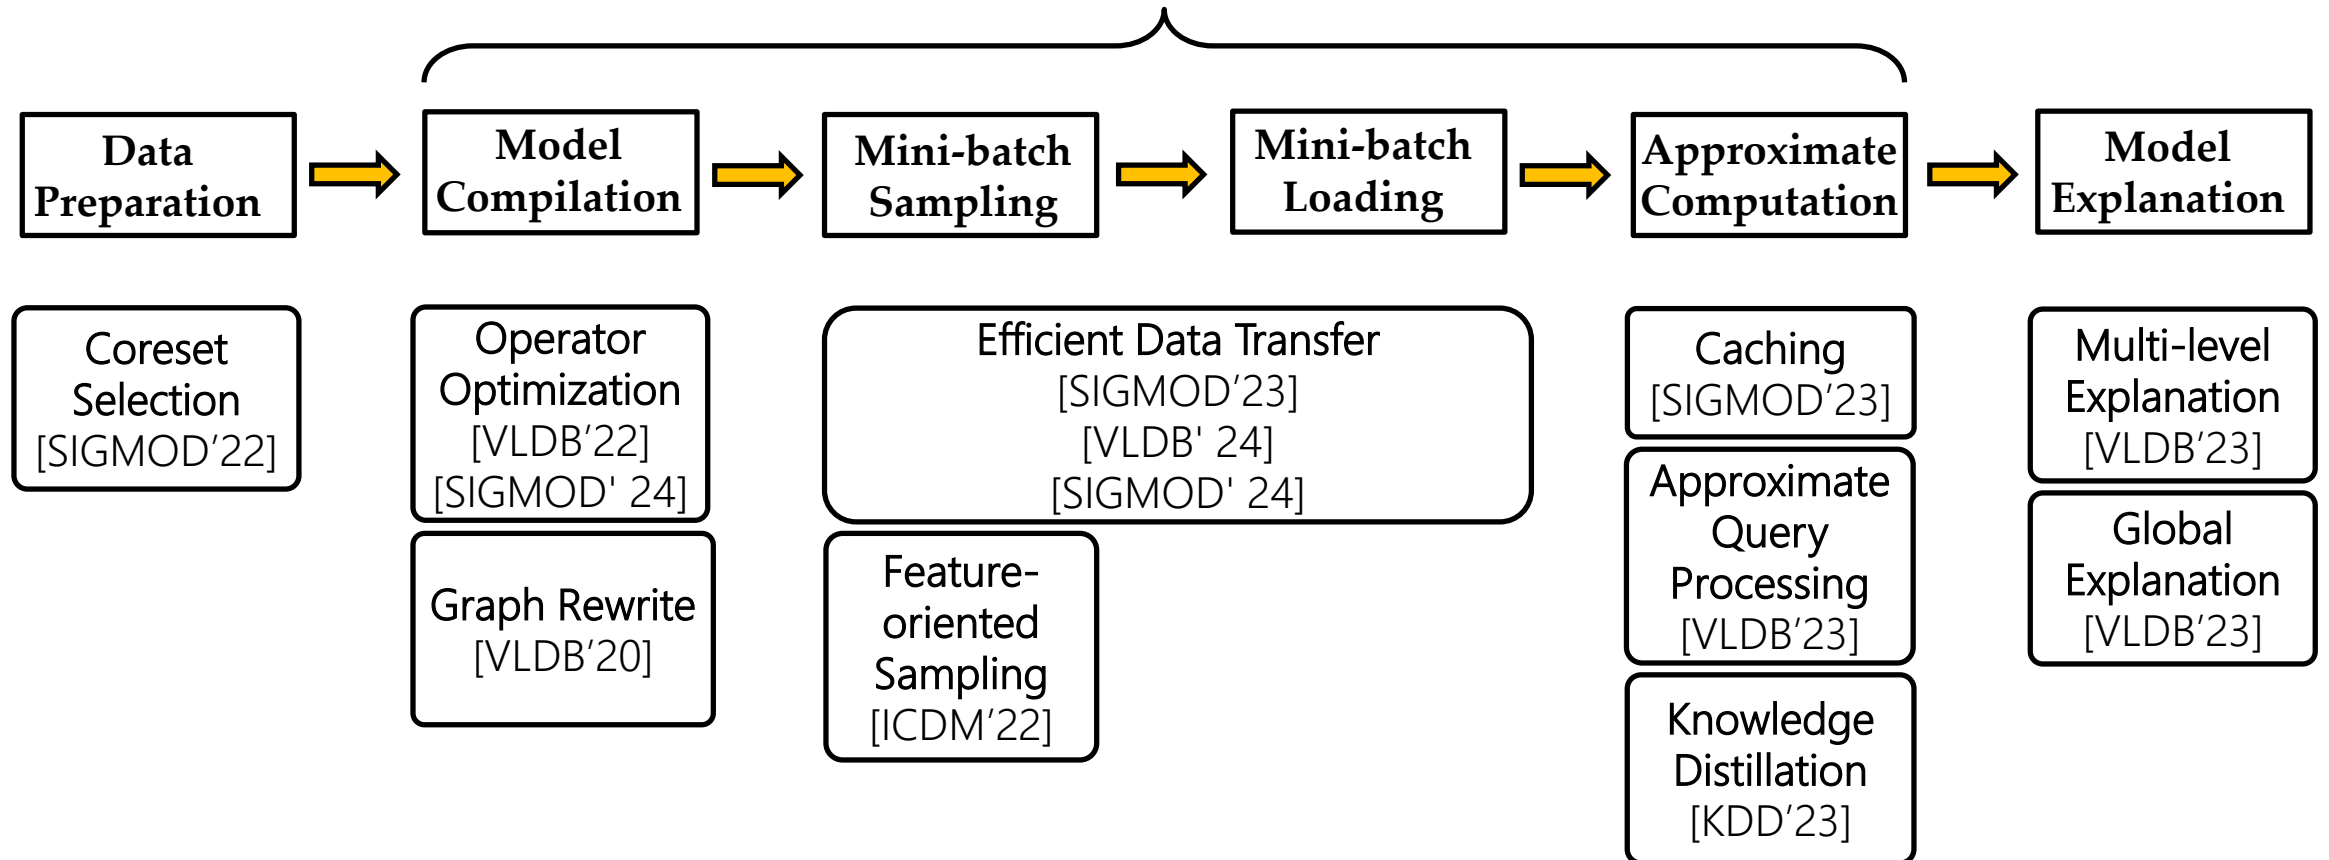 Data
Preparation
Model
Compilation
Mini-batch
Sampling
Mini-batch
Loading
Approximate
Computation
Model
Explanation
Coreset
Selection
[SIGMOD’22]
Operator
Optimization
[VLDB’22]
[SIGMOD' 24]
Graph Rewrite
[VLDB’20]
Efficient Data Transfer
[SIGMOD’23]
[VLDB' 24]
[SIGMOD' 24]
Feature-
oriented
Sampling
[ICDM’22]
Caching
[SIGMOD’23]
Approximate
Query
Processing
[VLDB’23]
Knowledge
Distillation
[KDD’23]
Multi-level
Explanation
[VLDB’23]
Global
Explanation
[VLDB’23]